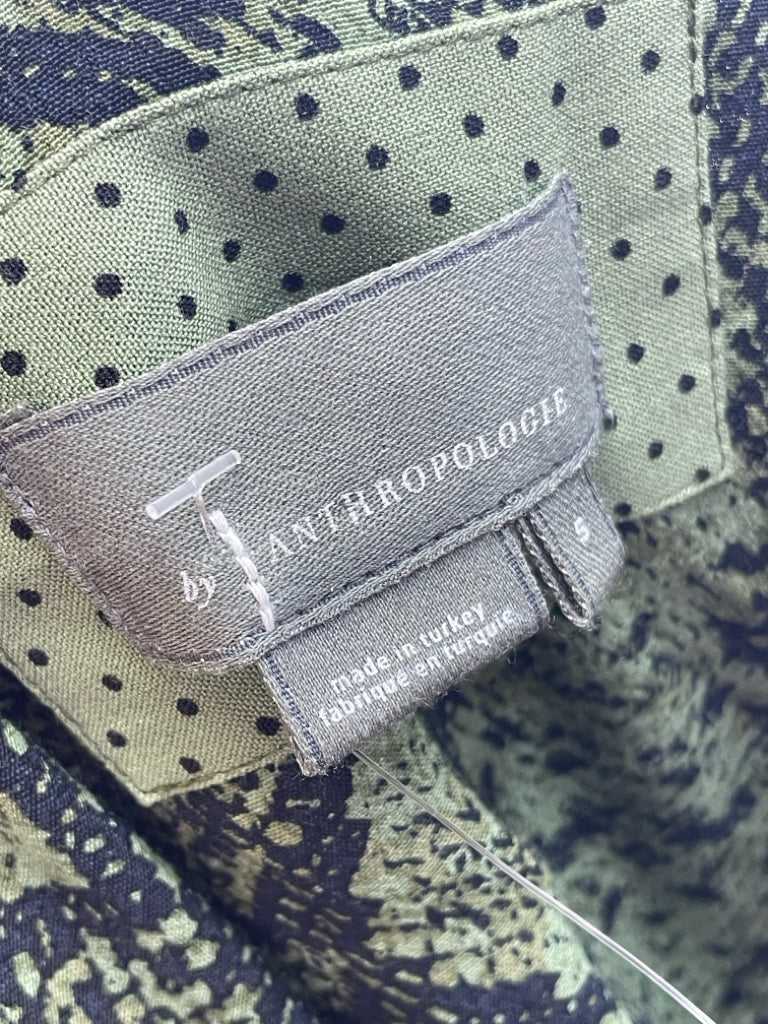 by ANTHROPOLOGIE
S
made in turkey
fabriqué en turquie